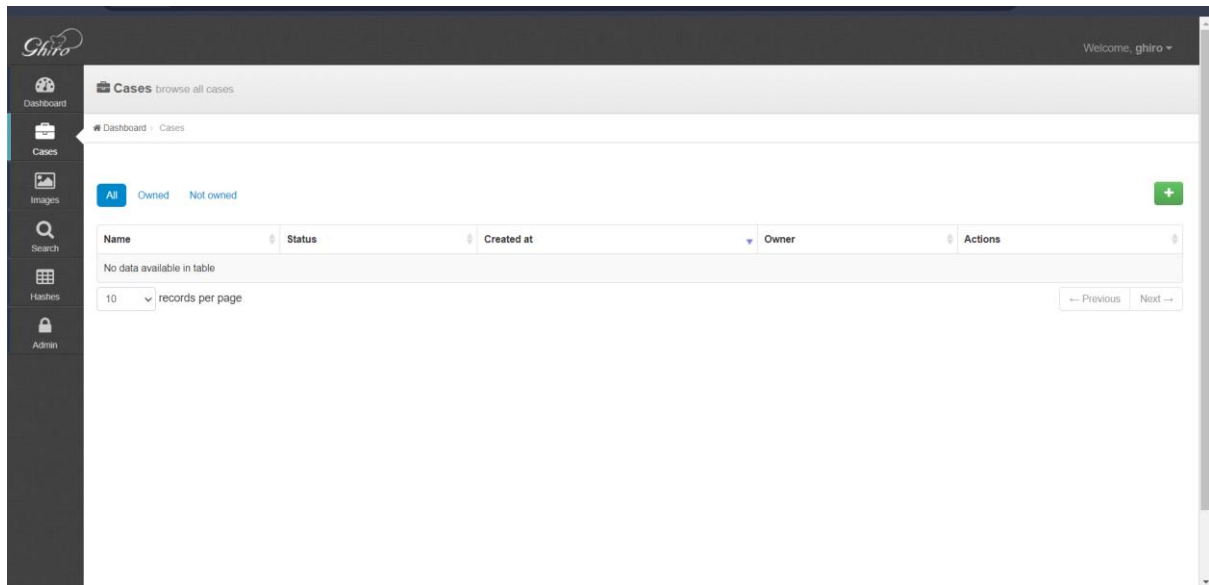 Ghiro
Welcome, ghiro
Dashboard
Cases
Images
Search
Hashes
Admin
Cases browse all cases
Dashboard / Cases
All Owned Not owned
+
Name Status Created at Owner Actions
No data available in table
10 records per page
← Previous Next →